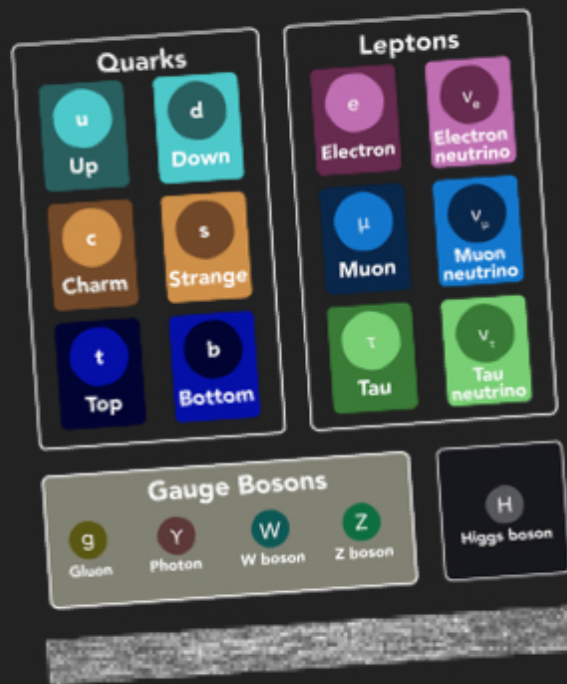 Quarks
u
Up
d
Down
c
Charm
s
Strange
t
Top
b
Bottom
Leptons
e
Electron
νe
Electron
neutrino
μ
Muon
νμ
Muon
neutrino
τ
Tau
ντ
Tau
neutrino
Gauge Bosons
g
Gluon
Y
Photon
W
W boson
Z
Z boson
H
Higgs boson